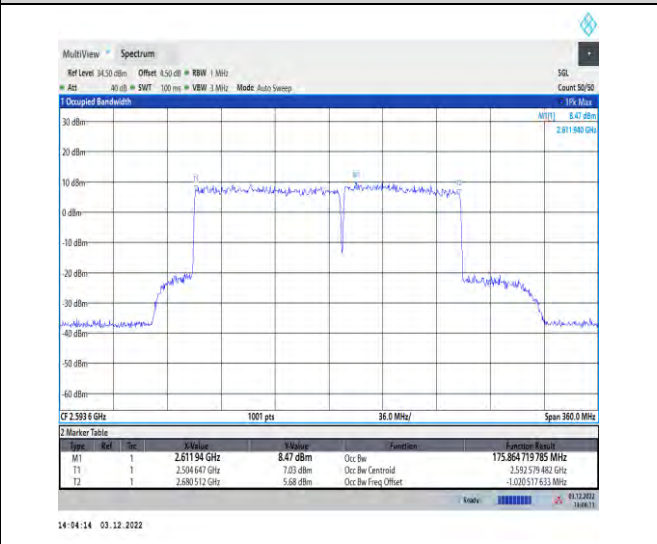 MultiView Spectrum
Ref Level 34.50 dBm Offset 4.50 dB RBW 1 MHz SGL
Att 40 dB SWT 100 ms VBW 3 MHz Mode Auto Sweep Count 50/50
1 Occupied Bandwidth 1Pk Max
M1[1] 8.47 dBm
2.611 940 GHz
30 dBm
20 dBm
10 dBm
T1 M1 T2
0 dBm
-10 dBm
-20 dBm
-30 dBm
-40 dBm
-50 dBm
-60 dBm
CF 2.593 6 GHz 1001 pts 36.0 MHz/ Span 360.0 MHz
2 Marker Table
Type Ref Trc X-Value Y-Value Function Function Result
M1 1 2.611 94 GHz 8.47 dBm Occ Bw 175.864 719 785 MHz
T1 1 2.504 647 GHz 7.03 dBm Occ Bw Centroid 2.592 579 482 GHz
T2 1 2.680 512 GHz 5.68 dBm Occ Bw Freq Offset -1.020 517 633 MHz
Ready 03.12.2022
14:04:14 03.12.2022